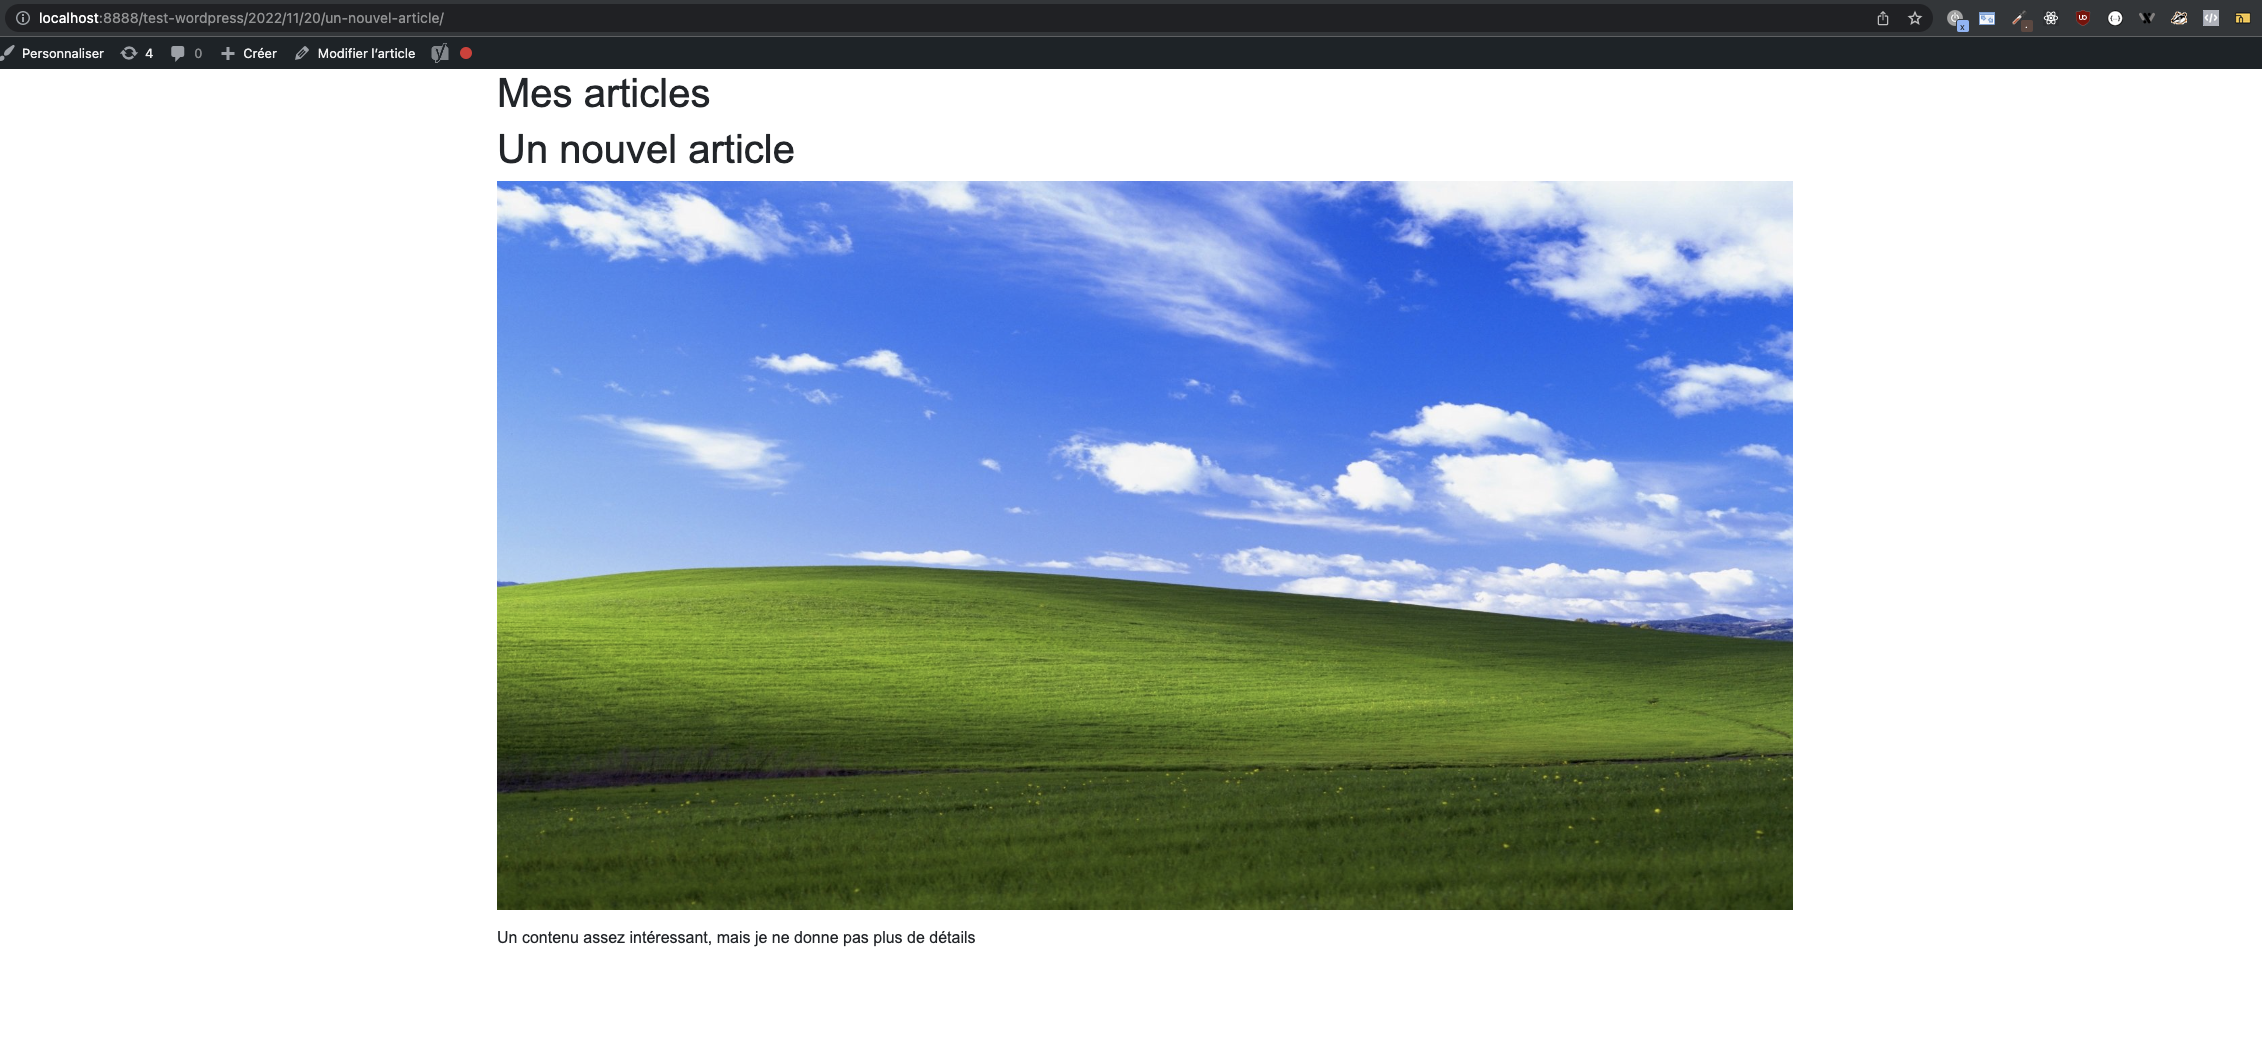 localhost:8888/test-wordpress/2022/11/20/un-nouvel-article/
Personnaliser 4 0 Créer Modifier l'article
Mes articles
Un nouvel article
Un contenu assez intéressant, mais je ne donne pas plus de détails